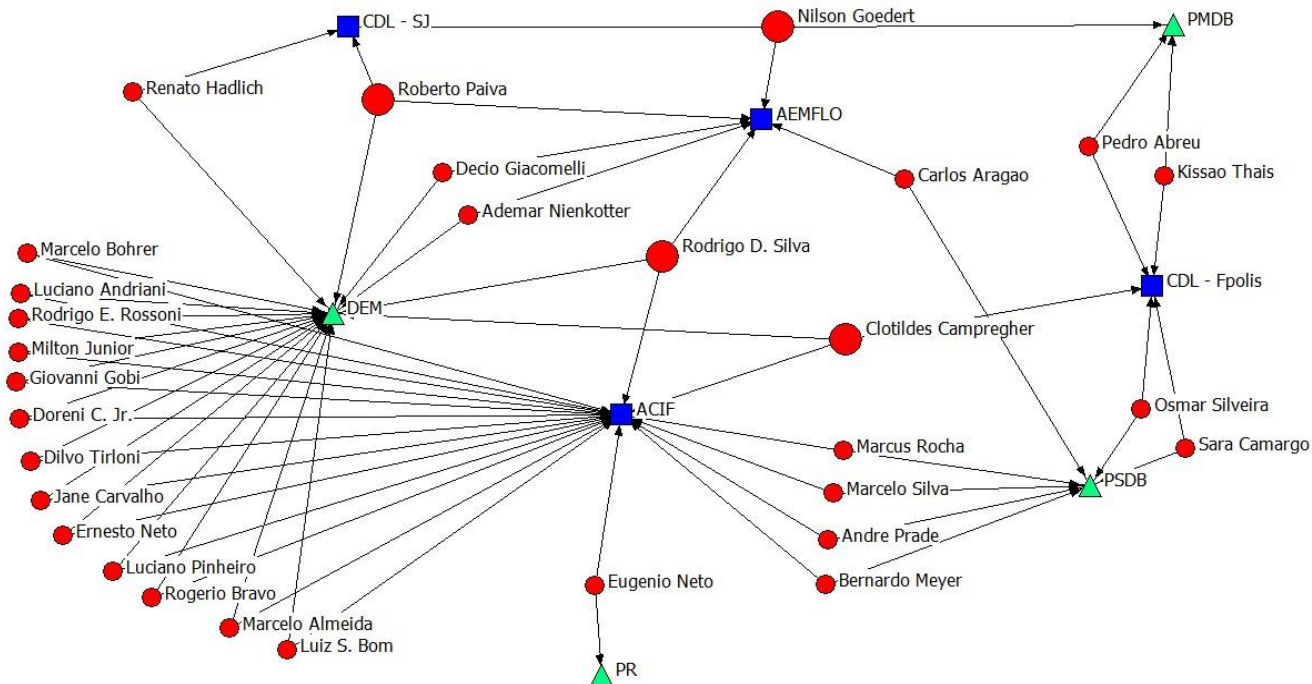 Nilson Goedert
CDL - SJ
PMDB
Renato Hadlich
Roberto Paiva
AEMFLO
Pedro Abreu
Decio Giacomelli
Carlos Aragao
Kissao Thais
Ademar Nienkotter
Rodrigo D. Silva
Marcelo Bohrer
CDL - Fpolis
Luciano Andriani
DEM
Rodrigo E. Rossoni
Clotildes Campregher
Milton Junior
Giovanni Gobi
Doreni C. Jr.
ACIF
Osmar Silveira
Marcus Rocha
Sara Camargo
Dilvo Tirloni
PSDB
Marcelo Silva
Jane Carvalho
Ernesto Neto
Andre Prade
Luciano Pinheiro
Eugenio Neto
Bernardo Meyer
Rogerio Bravo
Marcelo Almeida
Luiz S. Bom
PR